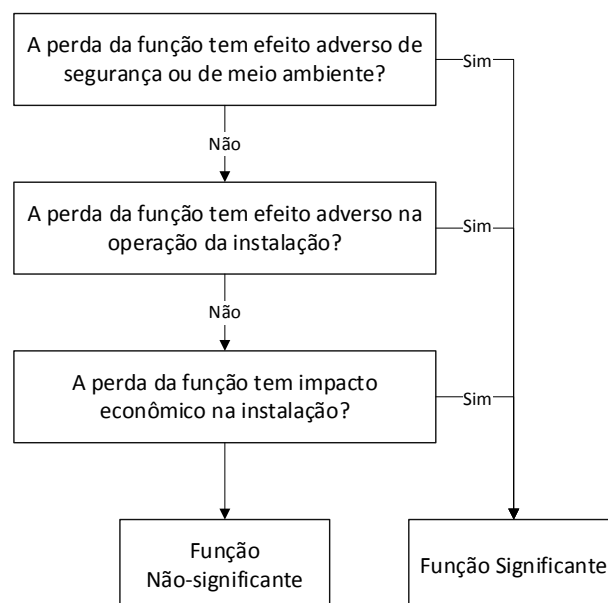 A perda da função tem efeito adverso de
segurança ou de meio ambiente?
Sim
Não
A perda da função tem efeito adverso na
operação da instalação?
Sim
Não
A perda da função tem impacto
econômico na instalação?
Sim
Função
Não-significante
Função Significante